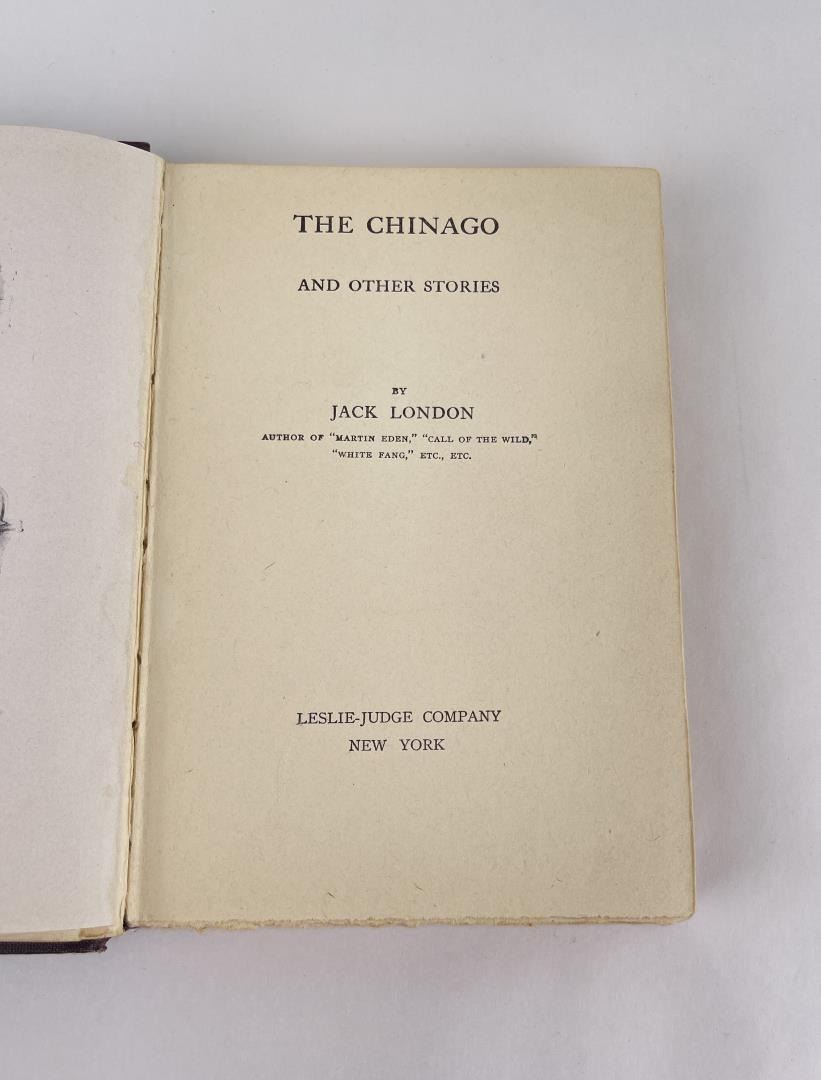 THE CHINAGO
AND OTHER STORIES
BY
JACK LONDON
AUTHOR OF "MARTIN EDEN," "CALL OF THE WILD,"
"WHITE FANG," ETC., ETC.
LESLIE-JUDGE COMPANY
NEW YORK